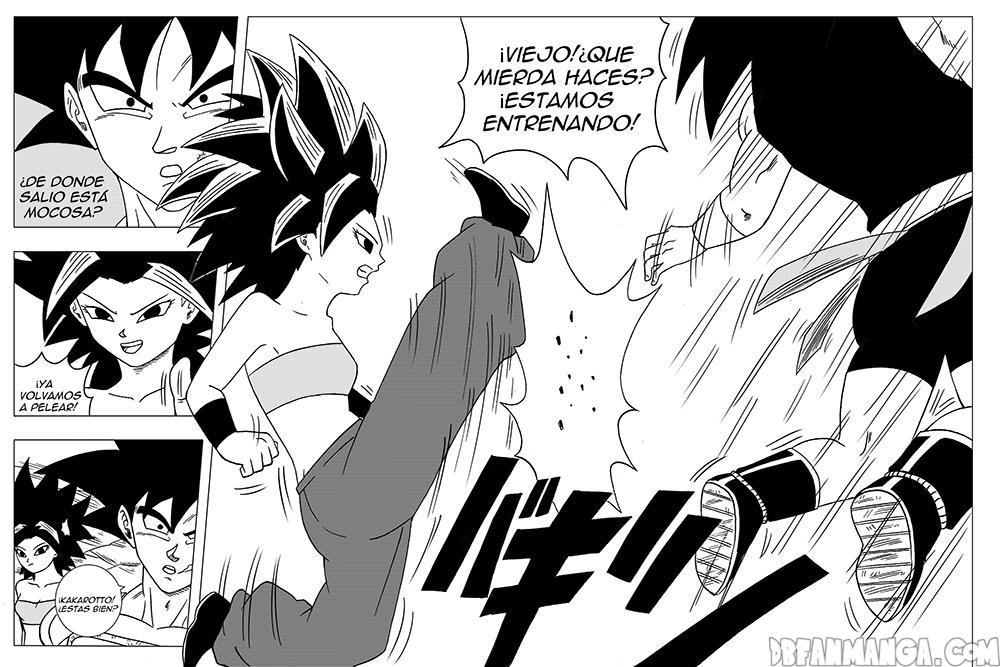 ¡VIEJO!¿QUE
MIERDA HACES?
¡ESTAMOS
ENTRENANDO!
¿DE DONDE
SALIO ESTÁ
MOCOSA?
¡YA
VOLVAMOS
A PELEAR!
¡KAKAROTTO!
¿ESTAS BIEN?
バキッ
DBFANMANGA.COM